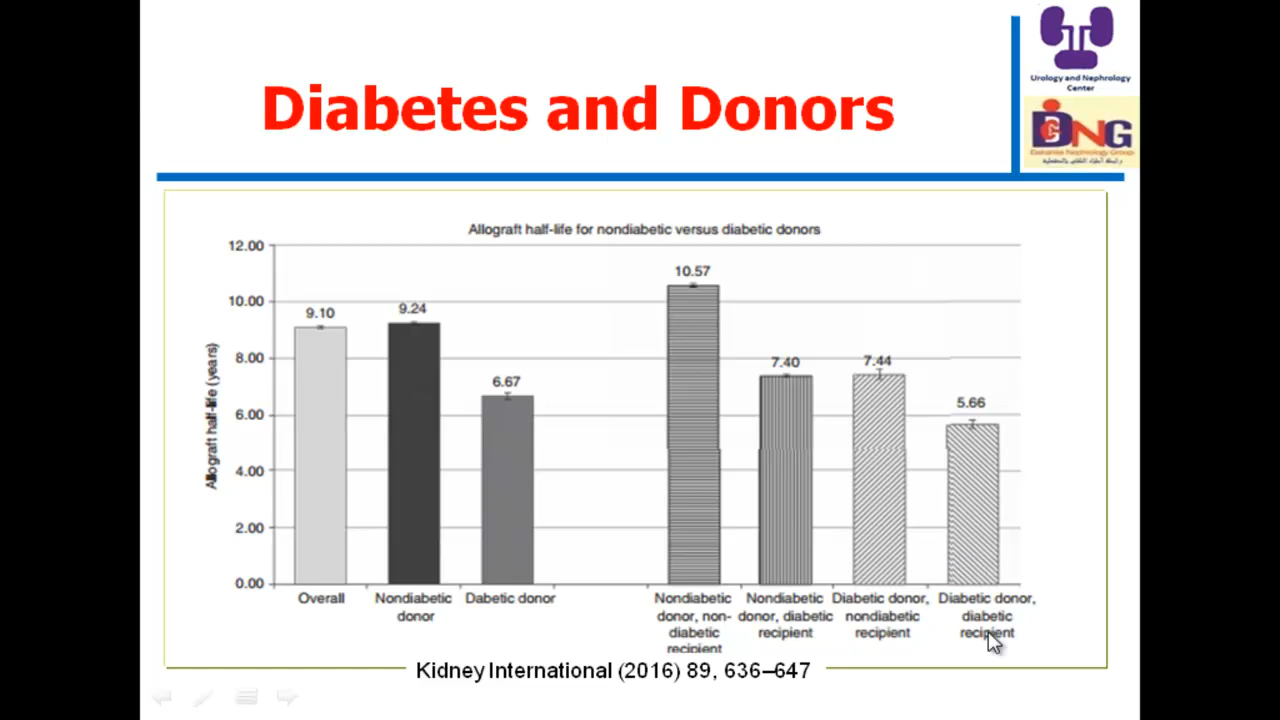 Urology and Nephrology
Center
Diabetes and Donors
DNG
Allograft half-life for nondiabetic versus diabetic donors
Allograft half-life (years)
12.00
10.00
8.00
6.00
4.00
2.00
0.00
9.10
9.24
6.67
10.57
7.40
7.44
5.66
Overall
Nondiabetic
donor
Dabetic donor
Nondiabetic
donor, non-
diabetic
recipient
Nondiabetic
donor, diabetic
recipient
Diabetic donor,
nondiabetic
recipient
Diabetic donor,
diabetic
recipient
Kidney International (2016) 89, 636–647